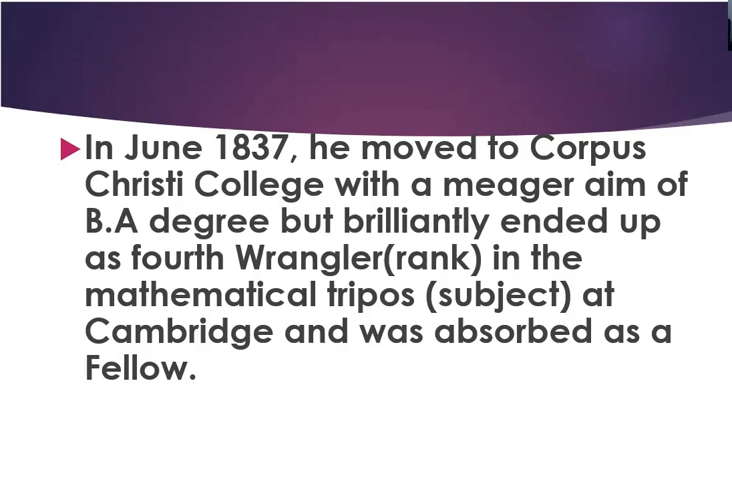 In June 1837, he moved to Corpus
Christi College with a meager aim of
B.A degree but brilliantly ended up
as fourth Wrangler(rank) in the
mathematical tripos (subject) at
Cambridge and was absorbed as a
Fellow.